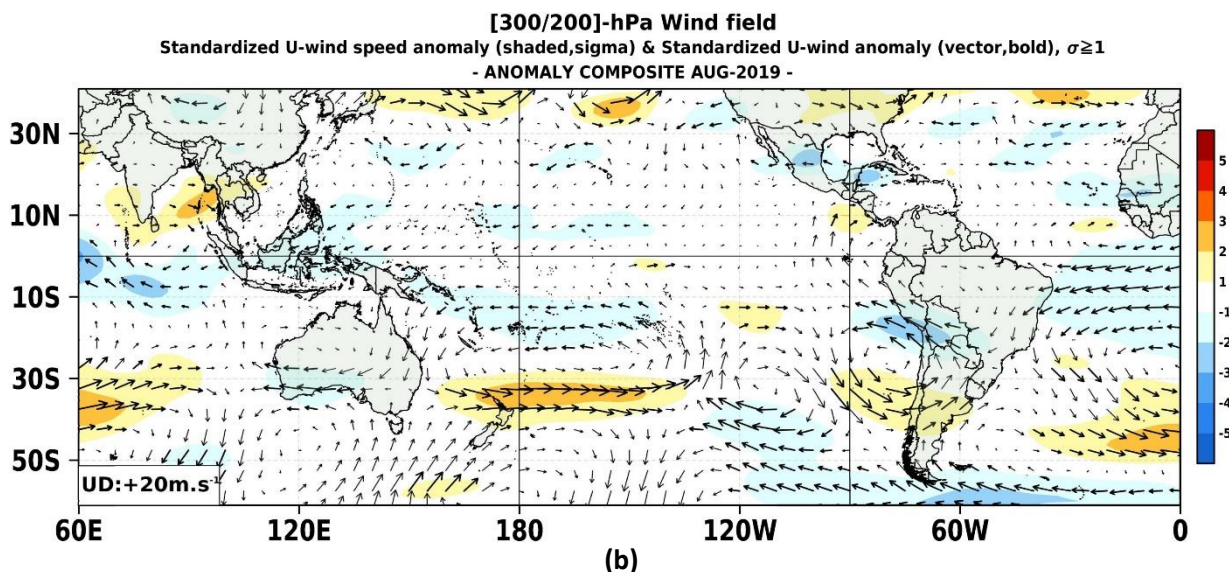 [300/200]-hPa Wind field
Standardized U-wind speed anomaly (shaded,sigma) & Standardized U-wind anomaly (vector,bold), σ≧1
- ANOMALY COMPOSITE AUG-2019 -
30N
10N
10S
30S
50S
UD:+20m.s⁻¹
60E 120E 180 120W 60W 0
5
4
3
2
1
-1
-2
-3
-4
-5
(b)